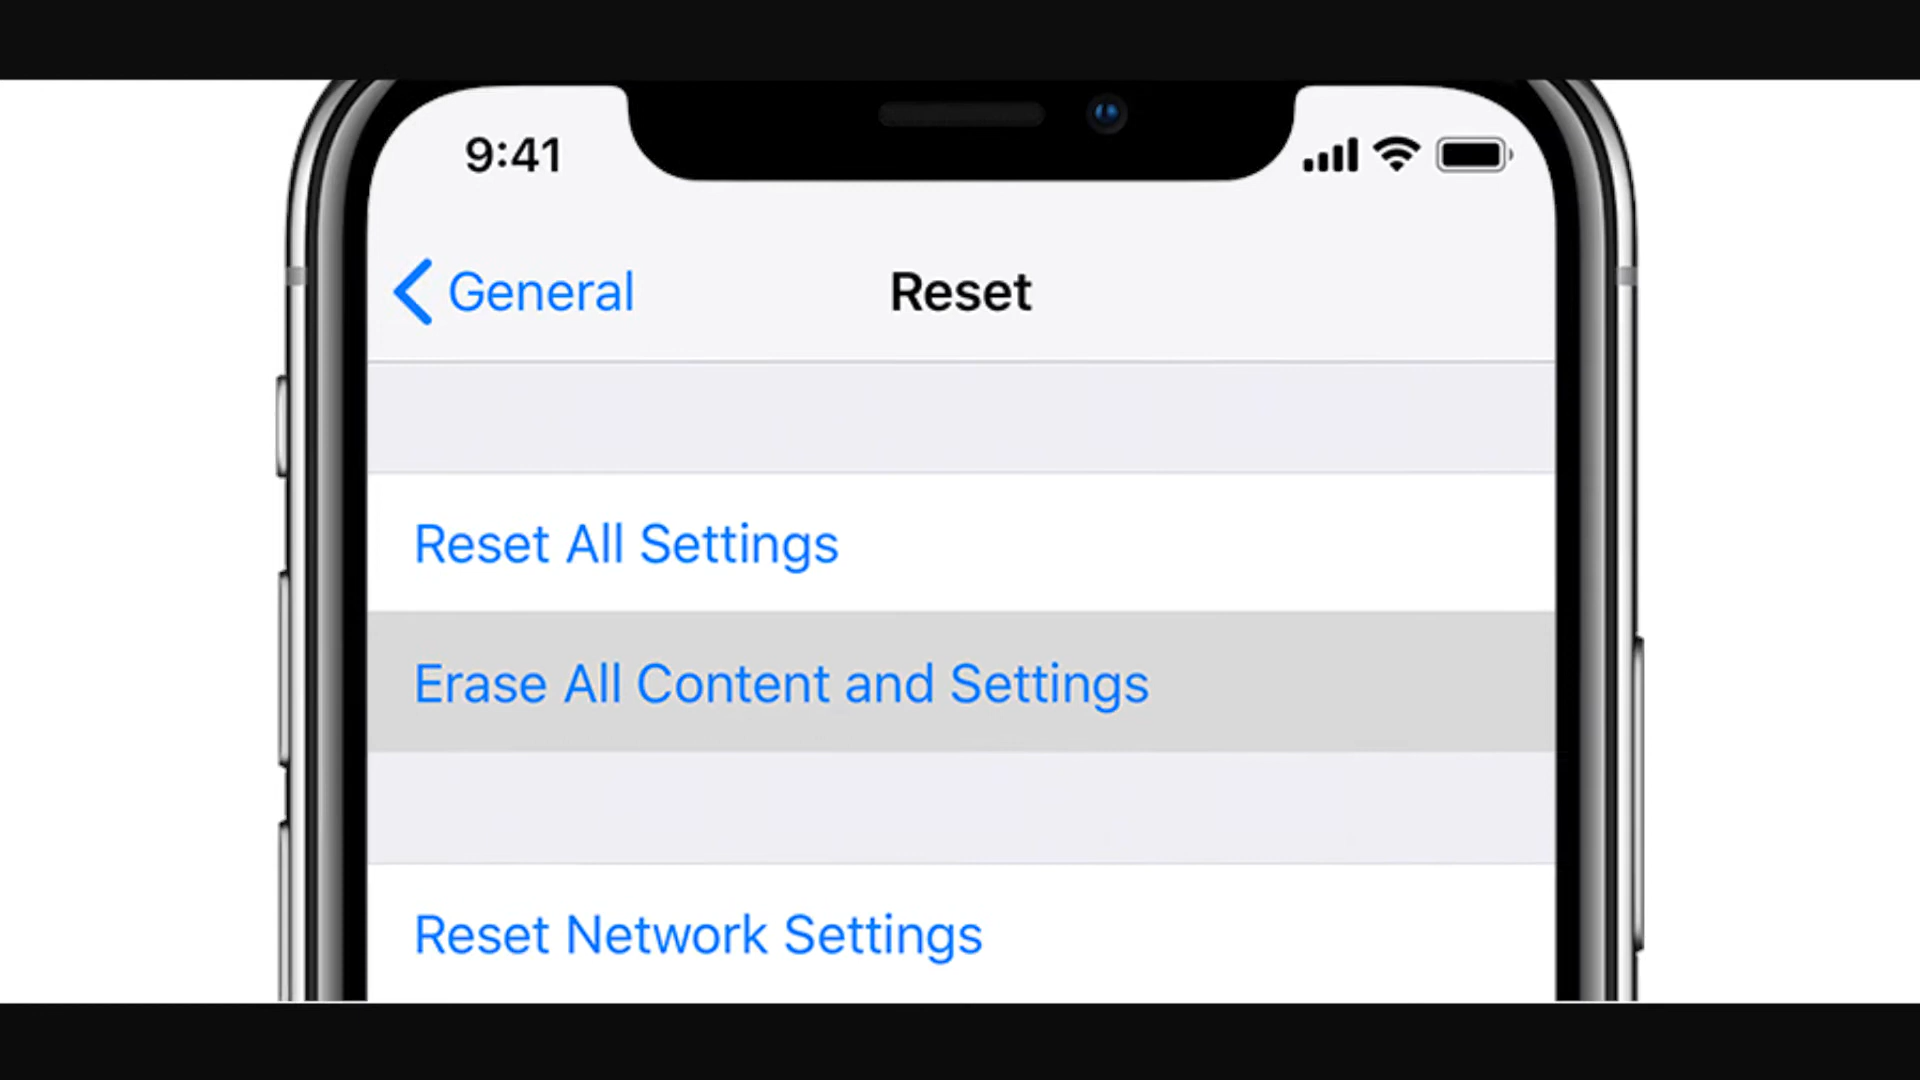 9:41
General
Reset
Reset All Settings
Erase All Content and Settings
Reset Network Settings